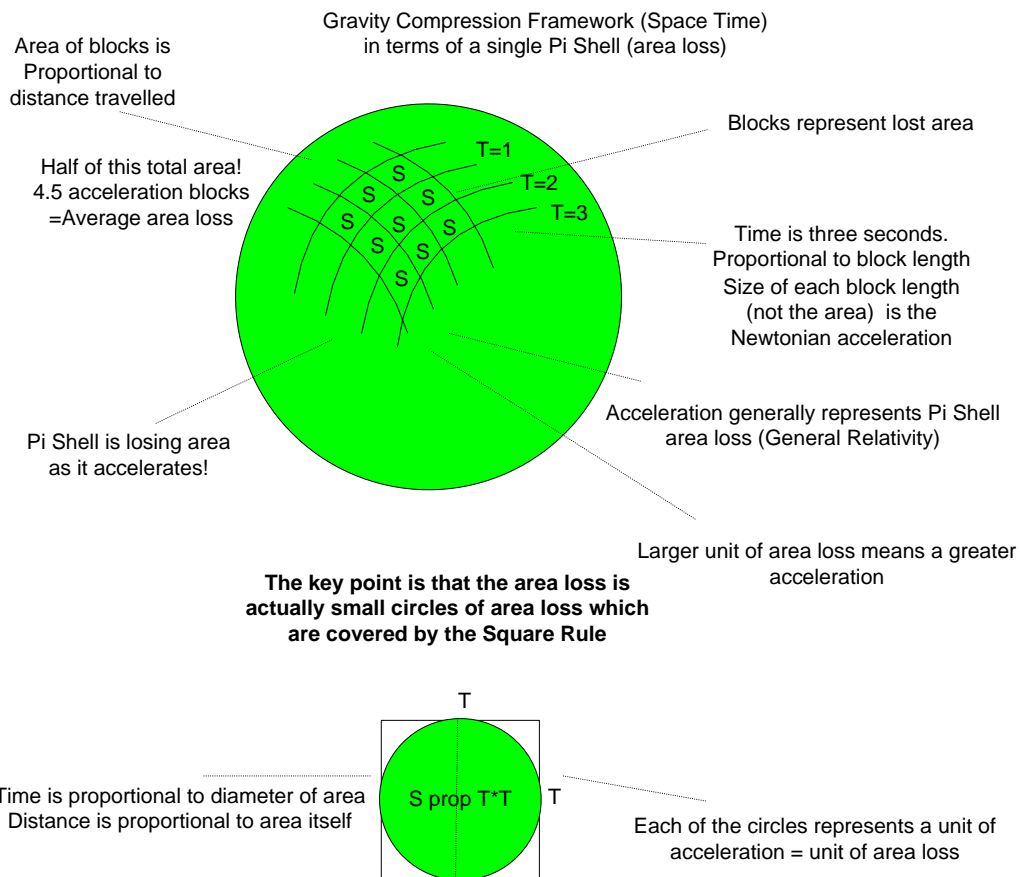 Gravity Compression Framework (Space Time)
in terms of a single Pi Shell (area loss)
Area of blocks is
Proportional to
distance travelled
Blocks represent lost area
Half of this total area!
4.5 acceleration blocks
=Average area loss
T=1
T=2
T=3
S
S
S
S
S
S
S
S
S
Time is three seconds.
Proportional to block length
Size of each block length
(not the area) is the
Newtonian acceleration
Acceleration generally represents Pi Shell
area loss (General Relativity)
Pi Shell is losing area
as it accelerates!
Larger unit of area loss means a greater
acceleration
The key point is that the area loss is
actually small circles of area loss which
are covered by the Square Rule
T
Time is proportional to diameter of area
Distance is proportional to area itself
S prop T*T
T
Each of the circles represents a unit of
acceleration = unit of area loss